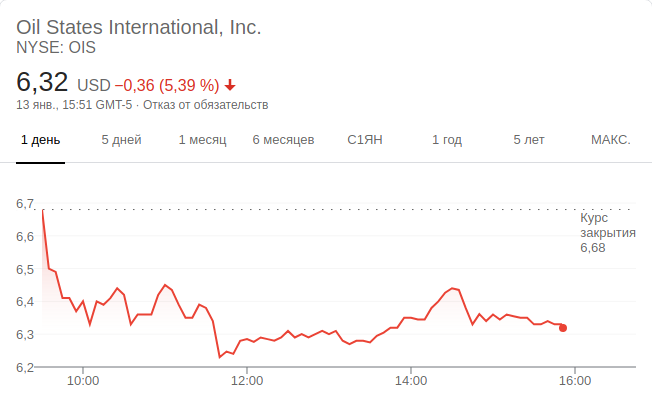 Oil States International, Inc.
NYSE: OIS
6,32 USD −0,36 (5,39 %)
13 янв., 15:51 GMT-5 · Отказ от обязательств
1 день 5 дней 1 месяц 6 месяцев С1ЯН 1 год 5 лет МАКС.
6,7
6,6
6,5
6,4
6,3
6,2
Курс
закрытия
6,68
10:00 12:00 14:00 16:00